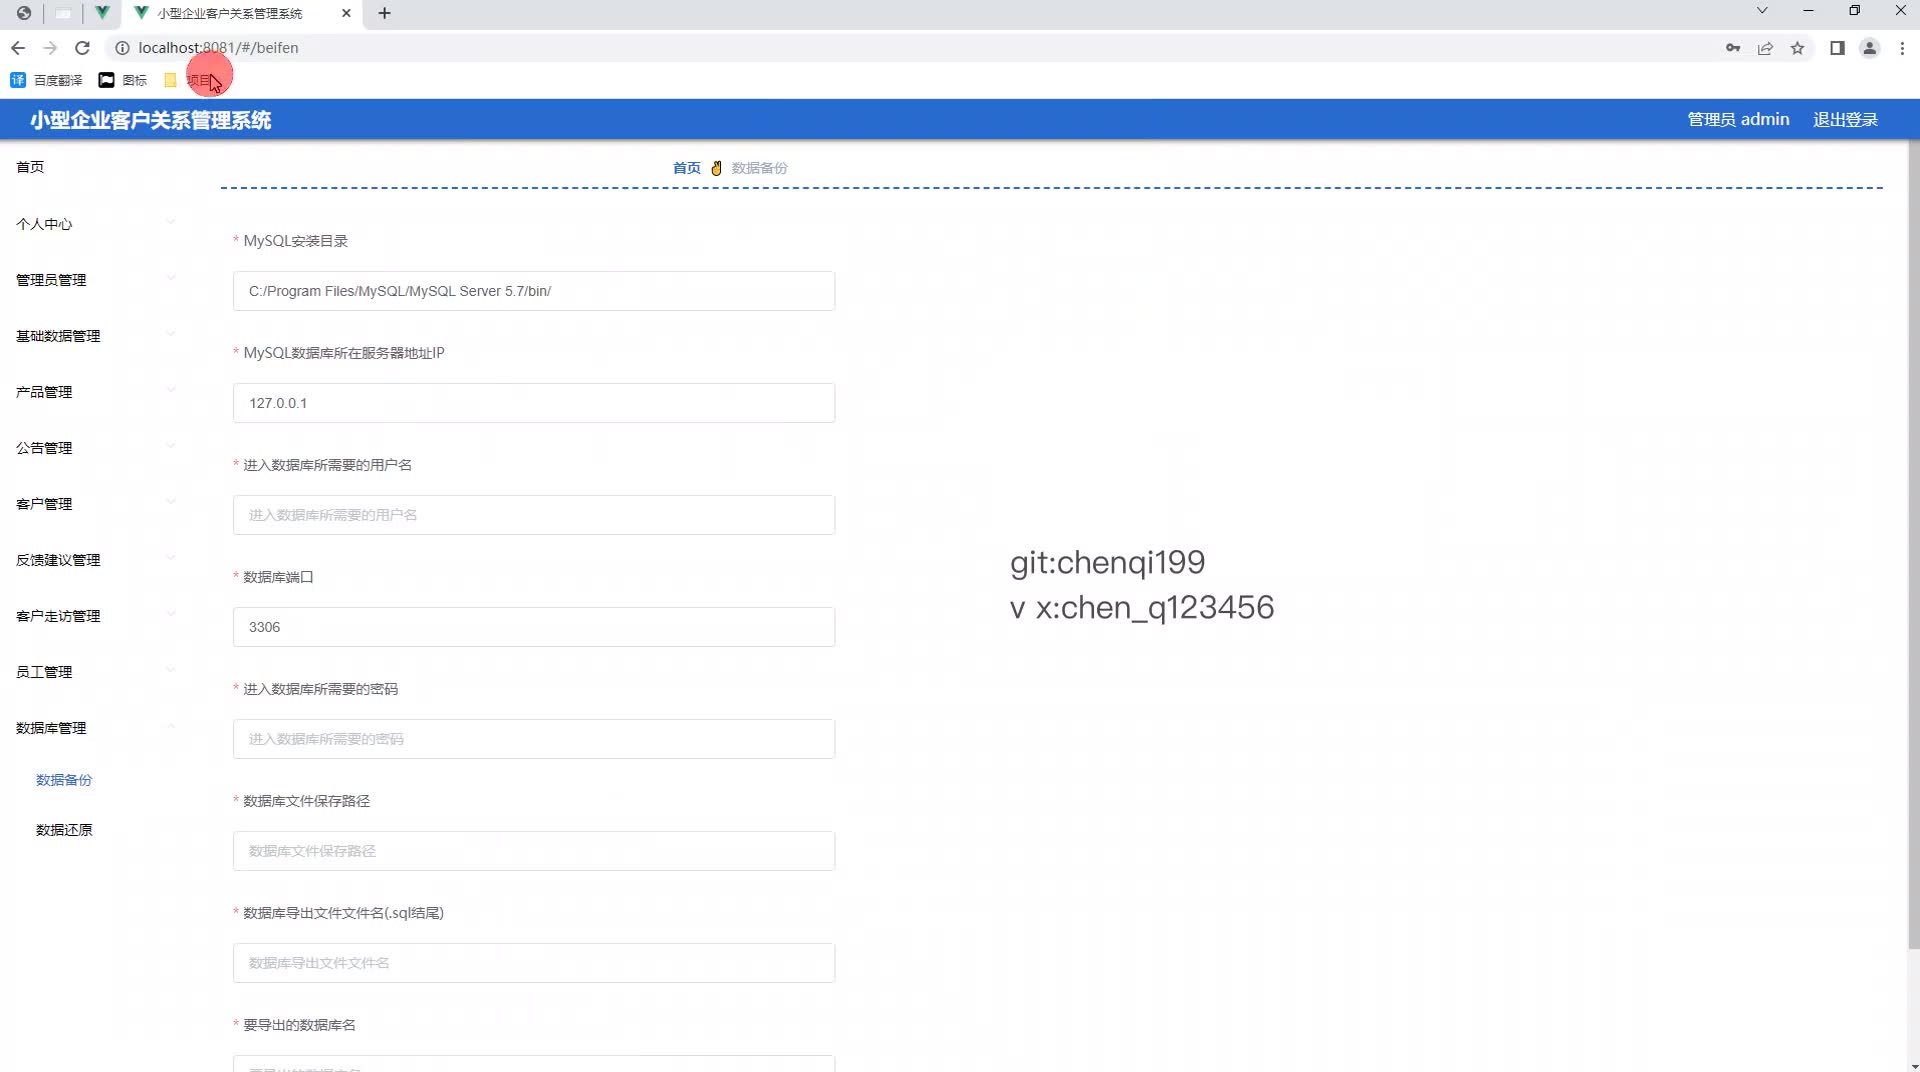 小型企业客户关系管理系统
localhost:8081/#/beifen
百度翻译 图标 项目
小型企业客户关系管理系统
管理员 admin 退出登录
首页
个人中心
管理员管理
基础数据管理
产品管理
公告管理
客户管理
反馈建议管理
客户走访管理
员工管理
数据库管理
数据备份
数据还原
首页 ✌ 数据备份
* MySQL安装目录
C:/Program Files/MySQL/MySQL Server 5.7/bin/
* MySQL数据库所在服务器地址IP
127.0.0.1
* 进入数据库所需要的用户名
进入数据库所需要的用户名
* 数据库端口
3306
* 进入数据库所需要的密码
进入数据库所需要的密码
* 数据库文件保存路径
数据库文件保存路径
* 数据库导出文件文件名(.sql结尾)
数据库导出文件文件名
* 要导出的数据库名
git:chenqi199
v x:chen_q123456